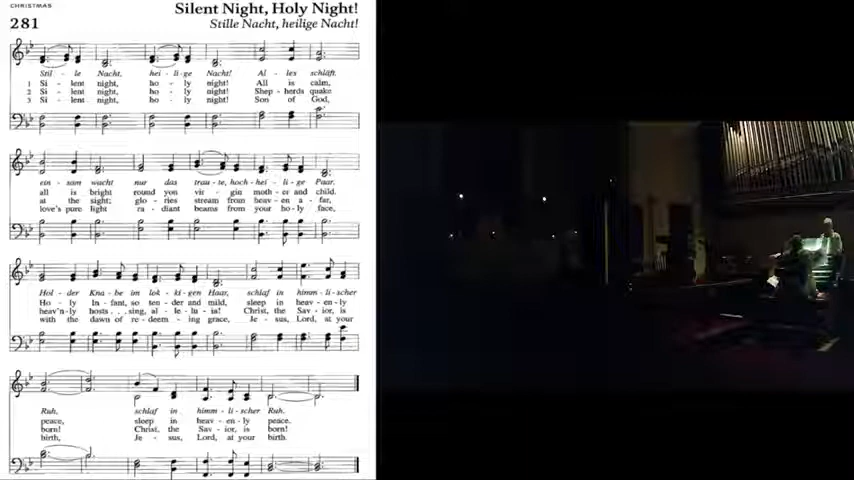 CHRISTMAS
281
Silent Night, Holy Night!
Stille Nacht, heilige Nacht!
Stil - le Nacht, hei - li - ge Nacht! Al - les schläft.
1 Si - lent night, ho - ly night! All is calm,
2 Si - lent night, ho - ly night! Shep - herds quake
3 Si - lent night, ho - ly night! Son of God,
ein - sam wacht nur das trau - te, hoch - hei - li - ge Paar.
all is bright round yon vir - gin moth - er and child.
at the sight; glo - ries stream from heav - en a - far,
love's pure light ra - diant beams from your ho - ly face,
Hol - der Kna - be im lok - ki - gen Haar, schlaf in himm - li - scher
Ho - ly In - fant, so ten - der and mild, sleep in heav - en - ly
heav'n - ly hosts . . . sing, al - le - lu - ia! Christ, the Sav - ior, is
with the dawn of re - deem - ing grace, Je - sus, Lord, at your
Ruh, schlaf in himm - li - scher Ruh.
peace, sleep in heav - en - ly peace.
born! Christ, the Sav - ior, is born!
birth, Je - sus, Lord, at your birth.